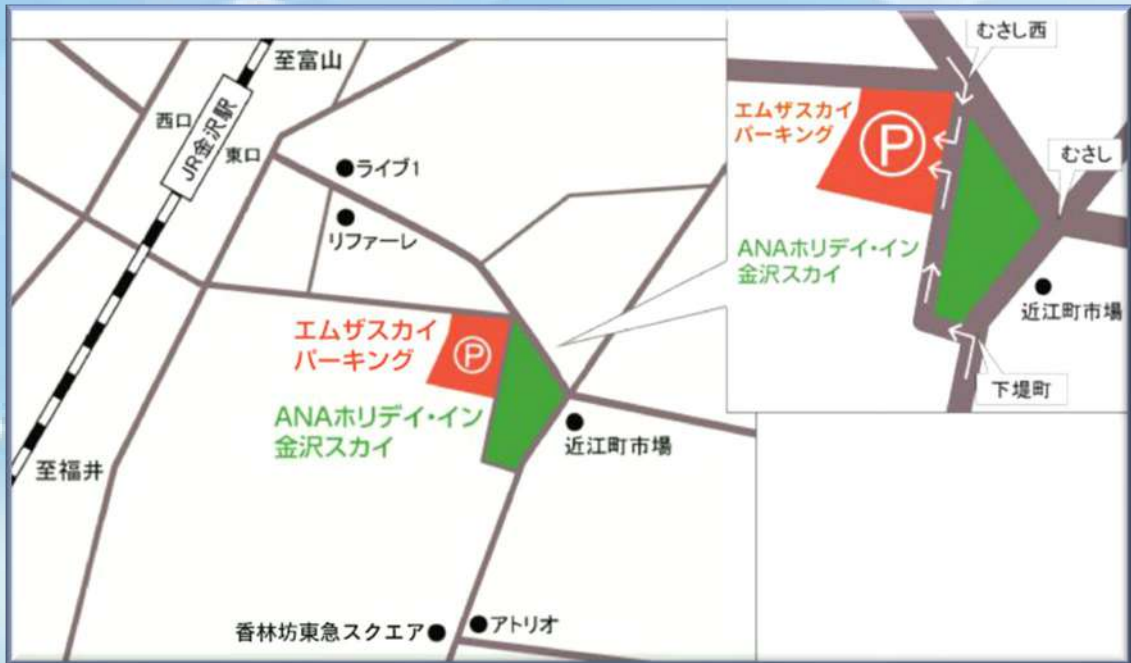 至富山
西口
JR金沢駅
東口
ライブ1
リファーレ
エムザスカイ
パーキング
P
ANAホリデイ・イン
金沢スカイ
近江町市場
至福井
香林坊東急スクエア
アトリオ
むさし西
エムザスカイ
パーキング
P
むさし
ANAホリデイ・イン
金沢スカイ
近江町市場
下堤町